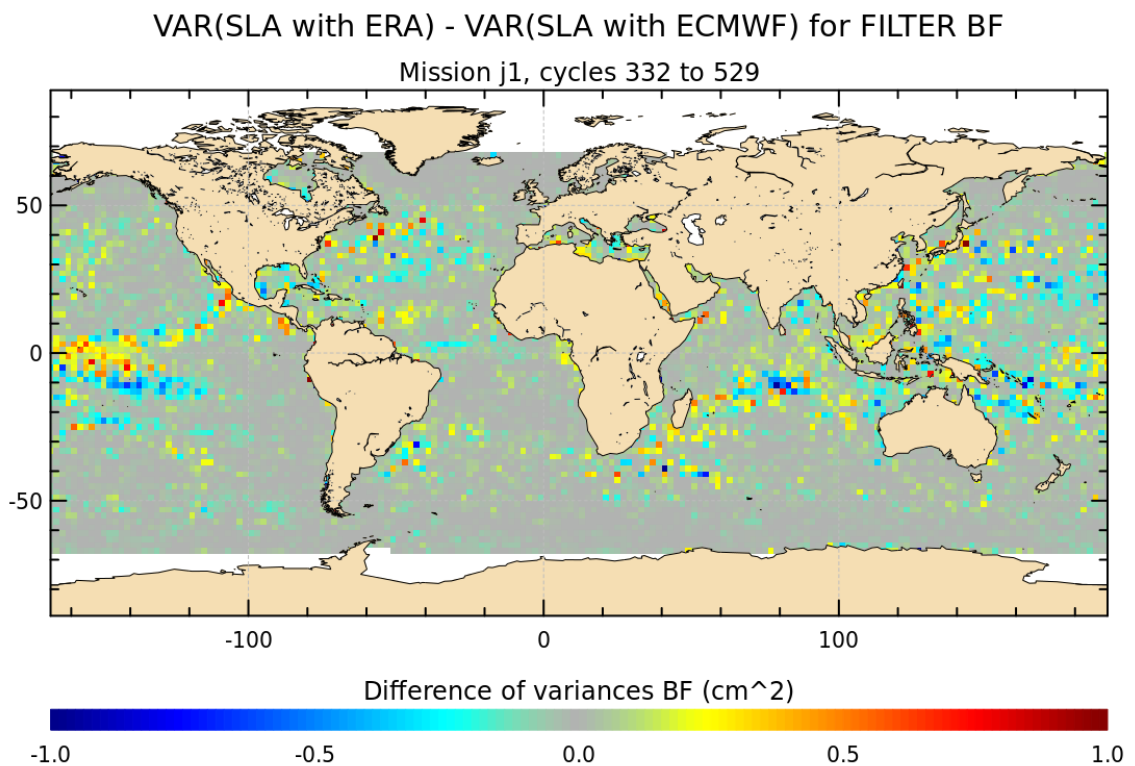 VAR(SLA with ERA) - VAR(SLA with ECMWF) for FILTER BF
Mission j1, cycles 332 to 529
50
0
-50
-100 0 100
Difference of variances BF (cm^2)
-1.0 -0.5 0.0 0.5 1.0